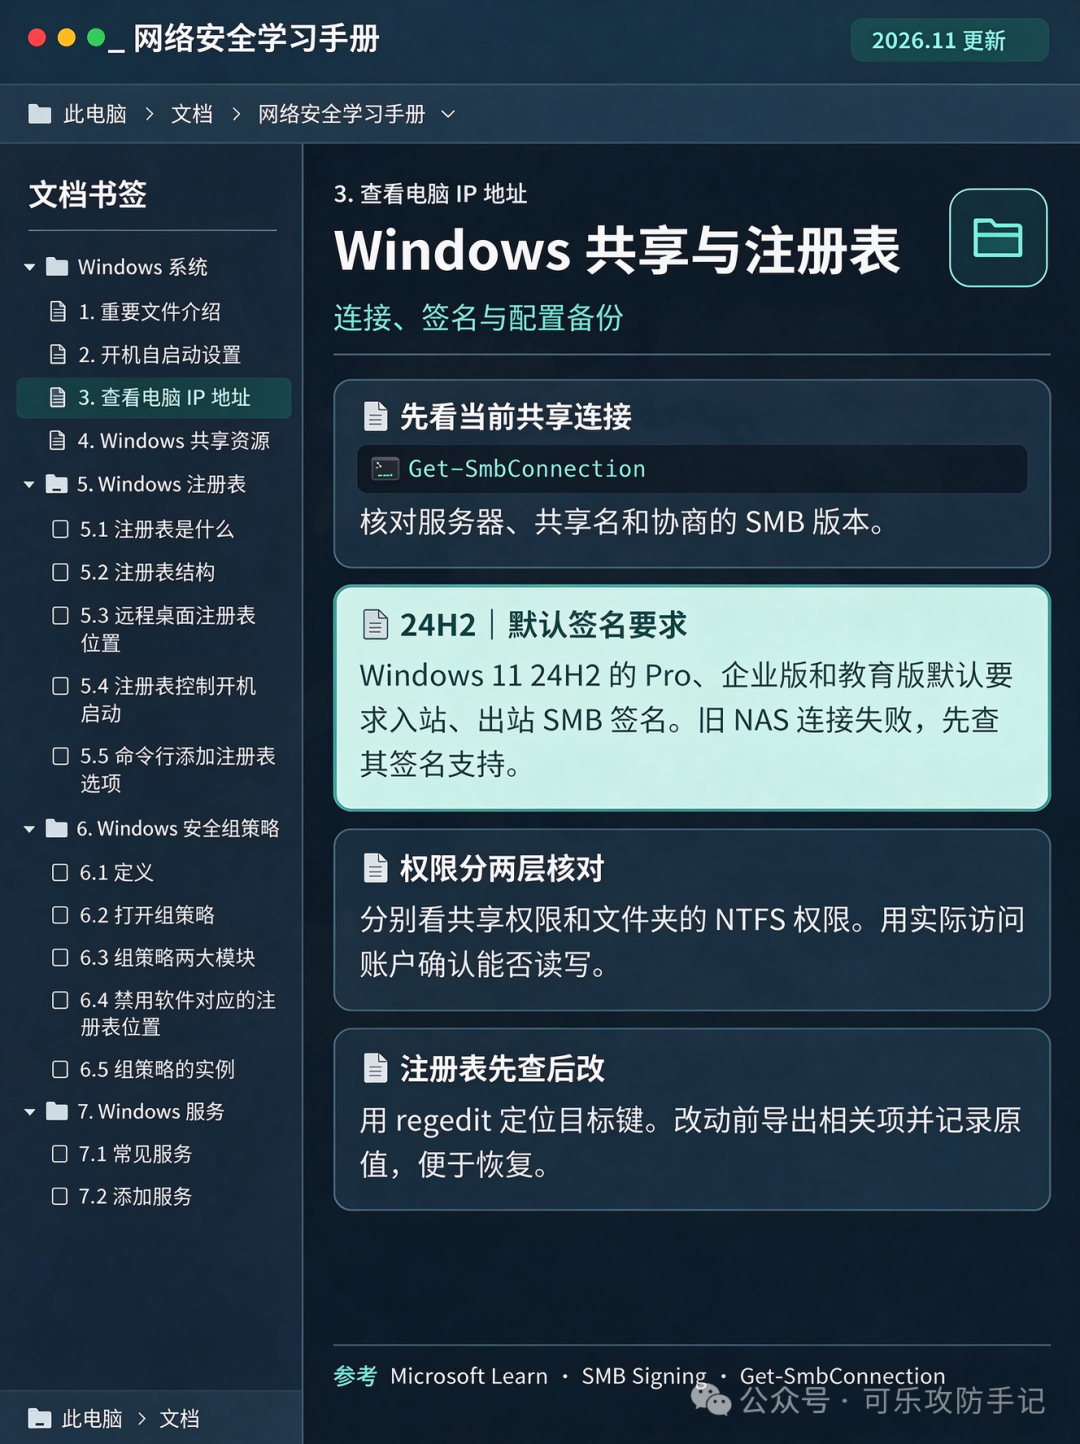 _ 网络安全学习手册
2026.11 更新
此电脑 > 文档 > 网络安全学习手册
文档书签
Windows 系统
1. 重要文件介绍
2. 开机自启动设置
3. 查看电脑 IP 地址
4. Windows 共享资源
5. Windows 注册表
5.1 注册表是什么
5.2 注册表结构
5.3 远程桌面注册表
位置
5.4 注册表控制开机
启动
5.5 命令行添加注册表
选项
6. Windows 安全组策略
6.1 定义
6.2 打开组策略
6.3 组策略两大模块
6.4 禁用软件对应的注
册表位置
6.5 组策略的实例
7. Windows 服务
7.1 常见服务
7.2 添加服务
此电脑 > 文档
3. 查看电脑 IP 地址
Windows 共享与注册表
连接、签名与配置备份
先看当前共享连接
Get-SmbConnection
核对服务器、共享名和协商的 SMB 版本。
24H2｜默认签名要求
Windows 11 24H2 的 Pro、企业版和教育版默认要
求入站、出站 SMB 签名。旧 NAS 连接失败，先查
其签名支持。
权限分两层核对
分别看共享权限和文件夹的 NTFS 权限。用实际访问
账户确认能否读写。
注册表先查后改
用 regedit 定位目标键。改动前导出相关项并记录原
值，便于恢复。
参考 Microsoft Learn · SMB Signing · Get-SmbConnection
公众号 · 可乐攻防手记